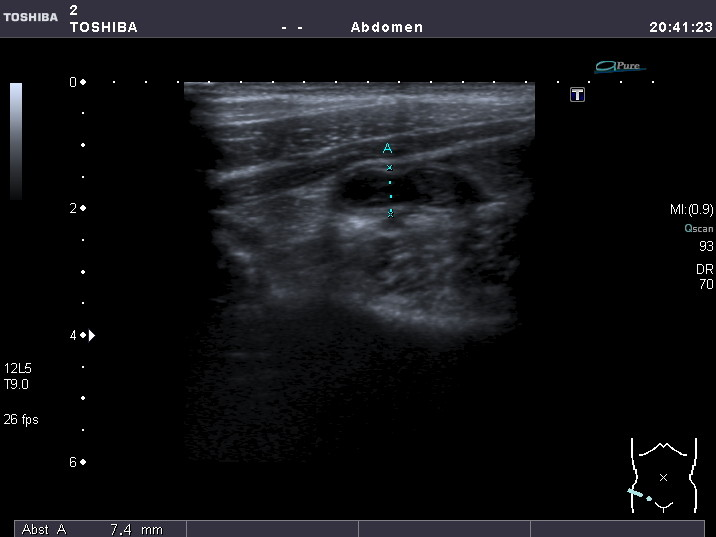 TOSHIBA
2
TOSHIBA - - Abdomen 20:41:23
aPure
T
0
A
2
4
6
MI:(0.9)
Qscan
93
DR
70
12L5
T9.0
26 fps
Abst A 7.4 mm